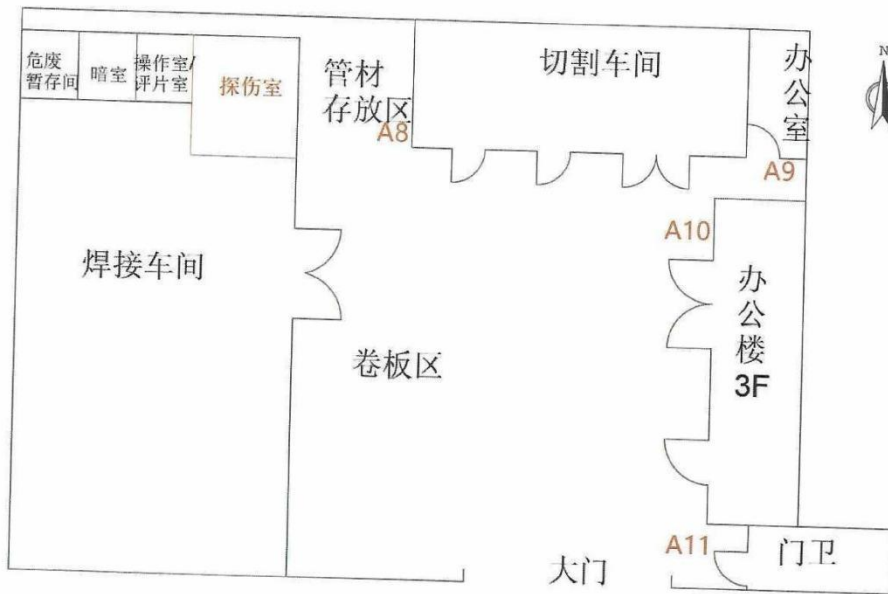 危废
暂存间
暗室
操作室/
评片室
探伤室
管材
存放区
A8
切割车间
办
公
室
N
A9
A10
焊接车间
办
公
楼
3F
卷板区
A11
门卫
大门